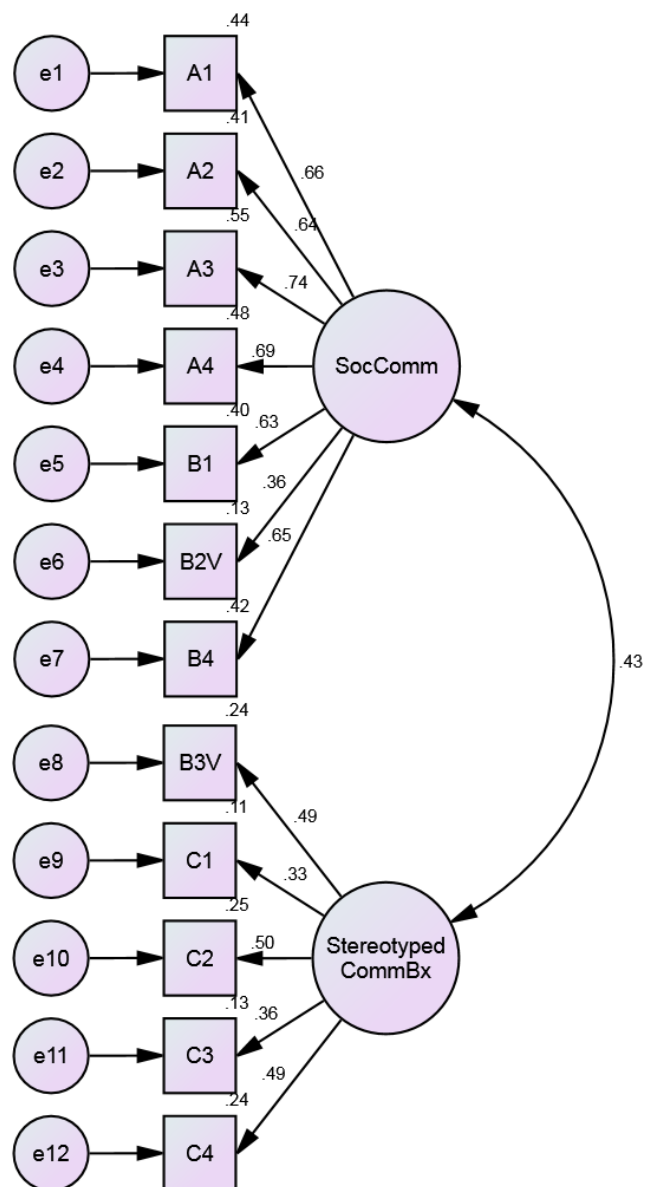 .44
e1
A1
.66
.41
e2
A2
.64
.55
e3
A3
.74
.48
e4
A4
.69
SocComm
.40
e5
B1
.63
.13
e6
B2V
.36
.65
.42
e7
B4
.43
.24
e8
B3V
.49
.11
e9
C1
.33
.25
e10
C2
.50
Stereotyped
CommBx
.13
e11
C3
.36
.24
e12
C4
.49